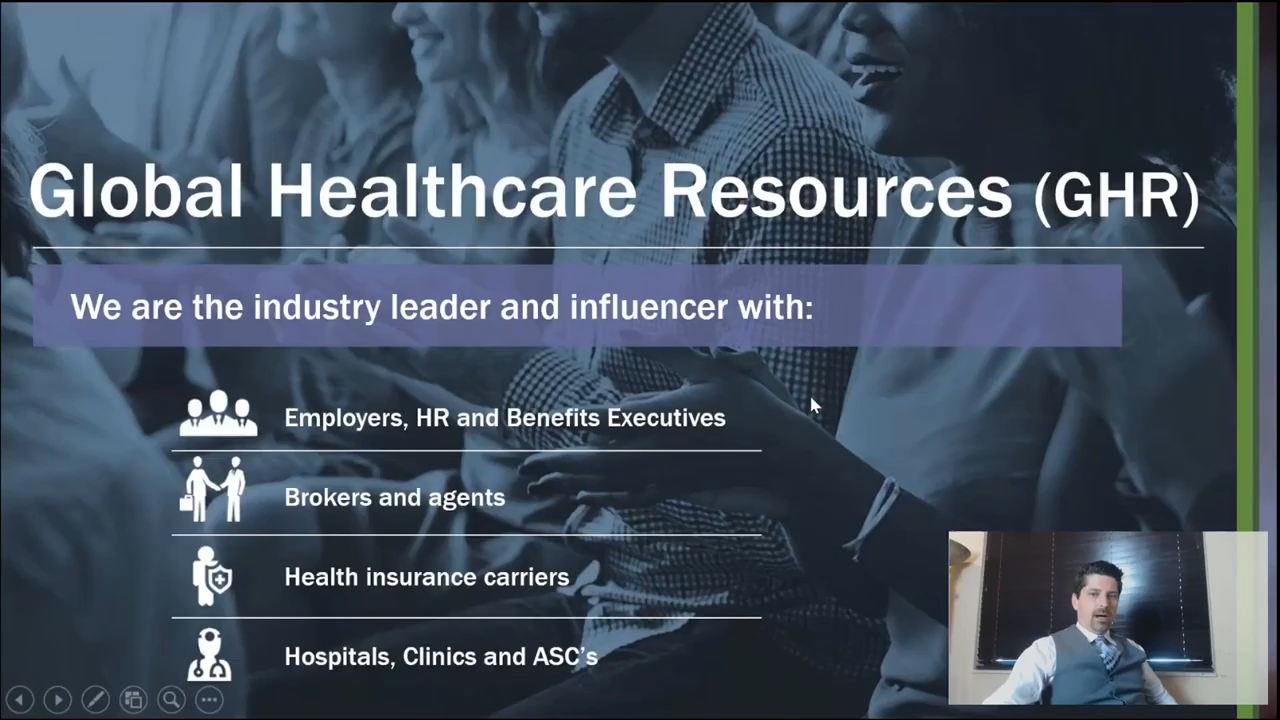 Global Healthcare Resources (GHR)
We are the industry leader and influencer with:
Employers, HR and Benefits Executives
Brokers and agents
Health insurance carriers
Hospitals, Clinics and ASC's